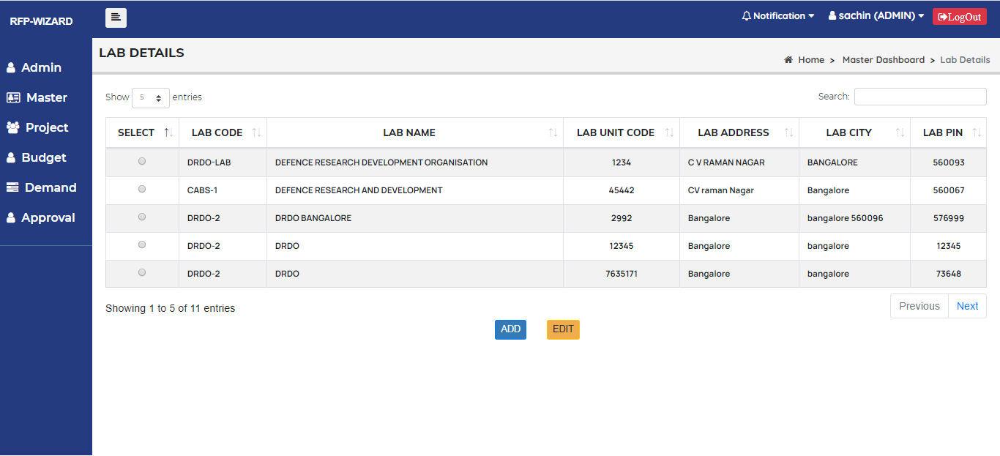 RFP-WIZARD
Notification sachin (ADMIN) LogOut
LAB DETAILS
Home > Master Dashboard > Lab Details
Admin
Master
Project
Budget
Demand
Approval
Show 5 entries Search:
SELECT LAB CODE LAB NAME LAB UNIT CODE LAB ADDRESS LAB CITY LAB PIN
DRDO-LAB DEFENCE RESEARCH DEVELOPMENT ORGANISATION 1234 C V RAMAN NAGAR BANGALORE 560093
CABS-1 DEFENCE RESEARCH AND DEVELOPMENT 45442 CV raman Nagar Bangalore 560067
DRDO-2 DRDO BANGALORE 2992 Bangalore bangalore 560096 576999
DRDO-2 DRDO 12345 Bangalore bangalore 12345
DRDO-2 DRDO 7635171 Bangalore bangalore 73648
Showing 1 to 5 of 11 entries Previous Next
ADD EDIT